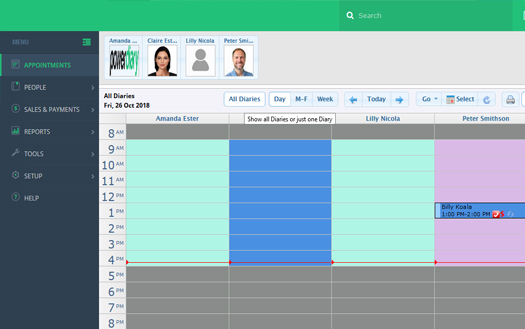 Search
MENU
APPOINTMENTS
PEOPLE
SALES & PAYMENTS
REPORTS
TOOLS
SETUP
HELP
Amanda ... Claire Est... Lilly Nicola Peter Smi...
powerdiary
All Diaries
Fri, 26 Oct 2018
All Diaries Day M-F Week Today Go Select
Amanda Ester Lilly Nicola Peter Smithson
Show all Diaries or just one Diary
8 AM
9 AM
10 AM
11 AM
12 PM
1 PM
Billy Koala
1:00 PM-2:00 PM
2 PM
3 PM
4 PM
5 PM
6 PM
7 PM
8 PM